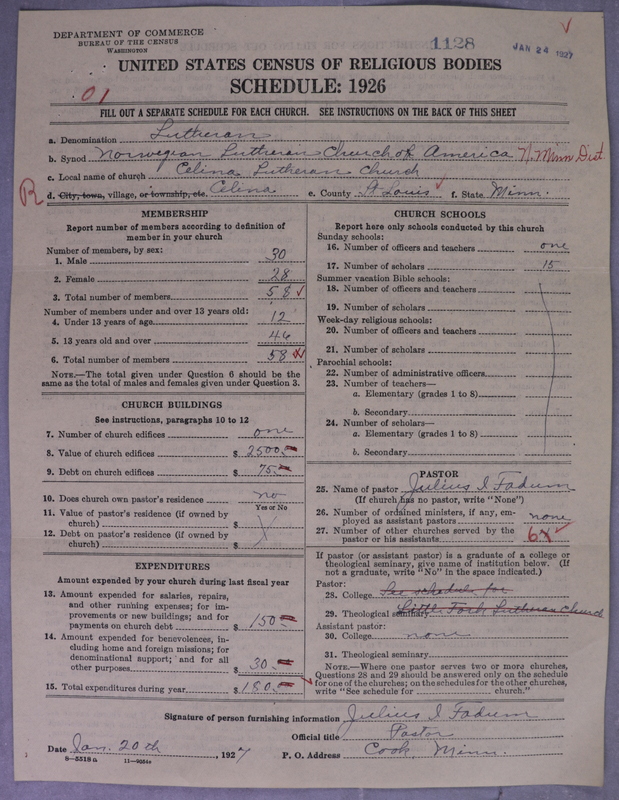 DEPARTMENT OF COMMERCE
BUREAU OF THE CENSUS
WASHINGTON
1128
JAN 24 1927
UNITED STATES CENSUS OF RELIGIOUS BODIES
SCHEDULE: 1926
01
FILL OUT A SEPARATE SCHEDULE FOR EACH CHURCH. SEE INSTRUCTIONS ON THE BACK OF THIS SHEET
a. Denomination Lutheran
b. Synod Norwegian Lutheran Church of America N. Minn Dist
c. Local name of church Celina Lutheran Church
R
d. City, town, village, or township, etc. Celina e. County St Louis f. State Minn.
MEMBERSHIP
Report number of members according to definition of
member in your church
Number of members, by sex:
1. Male 30
2. Female 28
3. Total number of members 58
Number of members under and over 13 years old:
4. Under 13 years of age 12
5. 13 years old and over 46
6. Total number of members 58
NOTE.—The total given under Question 6 should be
same as the total of males and females given under Question 3.
CHURCH BUILDINGS
See instructions, paragraphs 10 to 12
7. Number of church edifices one
8. Value of church edifices $ 2500.
9. Debt on church edifices $ 75.
10. Does church own pastor's residence no
Yes or No
11. Value of pastor's residence (if owned by
church) $
12. Debt on pastor's residence (if owned by
church) $
EXPENDITURES
Amount expended by your church during last fiscal year
13. Amount expended for salaries, repairs,
and other running expenses; for im-
provements or new buildings; and for
payments on church debt $ 150.
14. Amount expended for benevolences, in-
cluding home and foreign missions; for
denominational support; and for all
other purposes $ 30.
15. Total expenditures during year $ 180.
CHURCH SCHOOLS
Report here only schools conducted by this church
Sunday schools:
16. Number of officers and teachers one
17. Number of scholars 15
Summer vacation Bible schools:
18. Number of officers and teachers
19. Number of scholars
Week-day religious schools:
20. Number of officers and teachers
21. Number of scholars
Parochial schools:
22. Number of administrative officers
23. Number of teachers—
a. Elementary (grades 1 to 8)
b. Secondary
24. Number of scholars—
a. Elementary (grades 1 to 8)
b. Secondary
PASTOR
25. Name of pastor Julius I Fadum
(If church has no pastor, write "None")
26. Number of ordained ministers, if any, em-
ployed as assistant pastors none
27. Number of other churches served by the
pastor or his assistants
If pastor (or assistant pastor) is a graduate of a college or
theological seminary, give name of institution below. (If
not a graduate, write "No" in the space indicated.)
Pastor:
28. College See schedule for
29. Theological seminary Little Fork Lutheran Church
Assistant pastor:
30. College none
31. Theological seminary
NOTE.—Where one pastor serves two or more churches,
Questions 28 and 29 should be answered only on the schedule
for one of the churches; on the schedules for the other churches,
write "See schedule for church."
Signature of person furnishing information Julius I Fadum
Official title Pastor
Date Jan. 20th, 1927 P. O. Address Cook, Minn.
8—5518a 11—9054